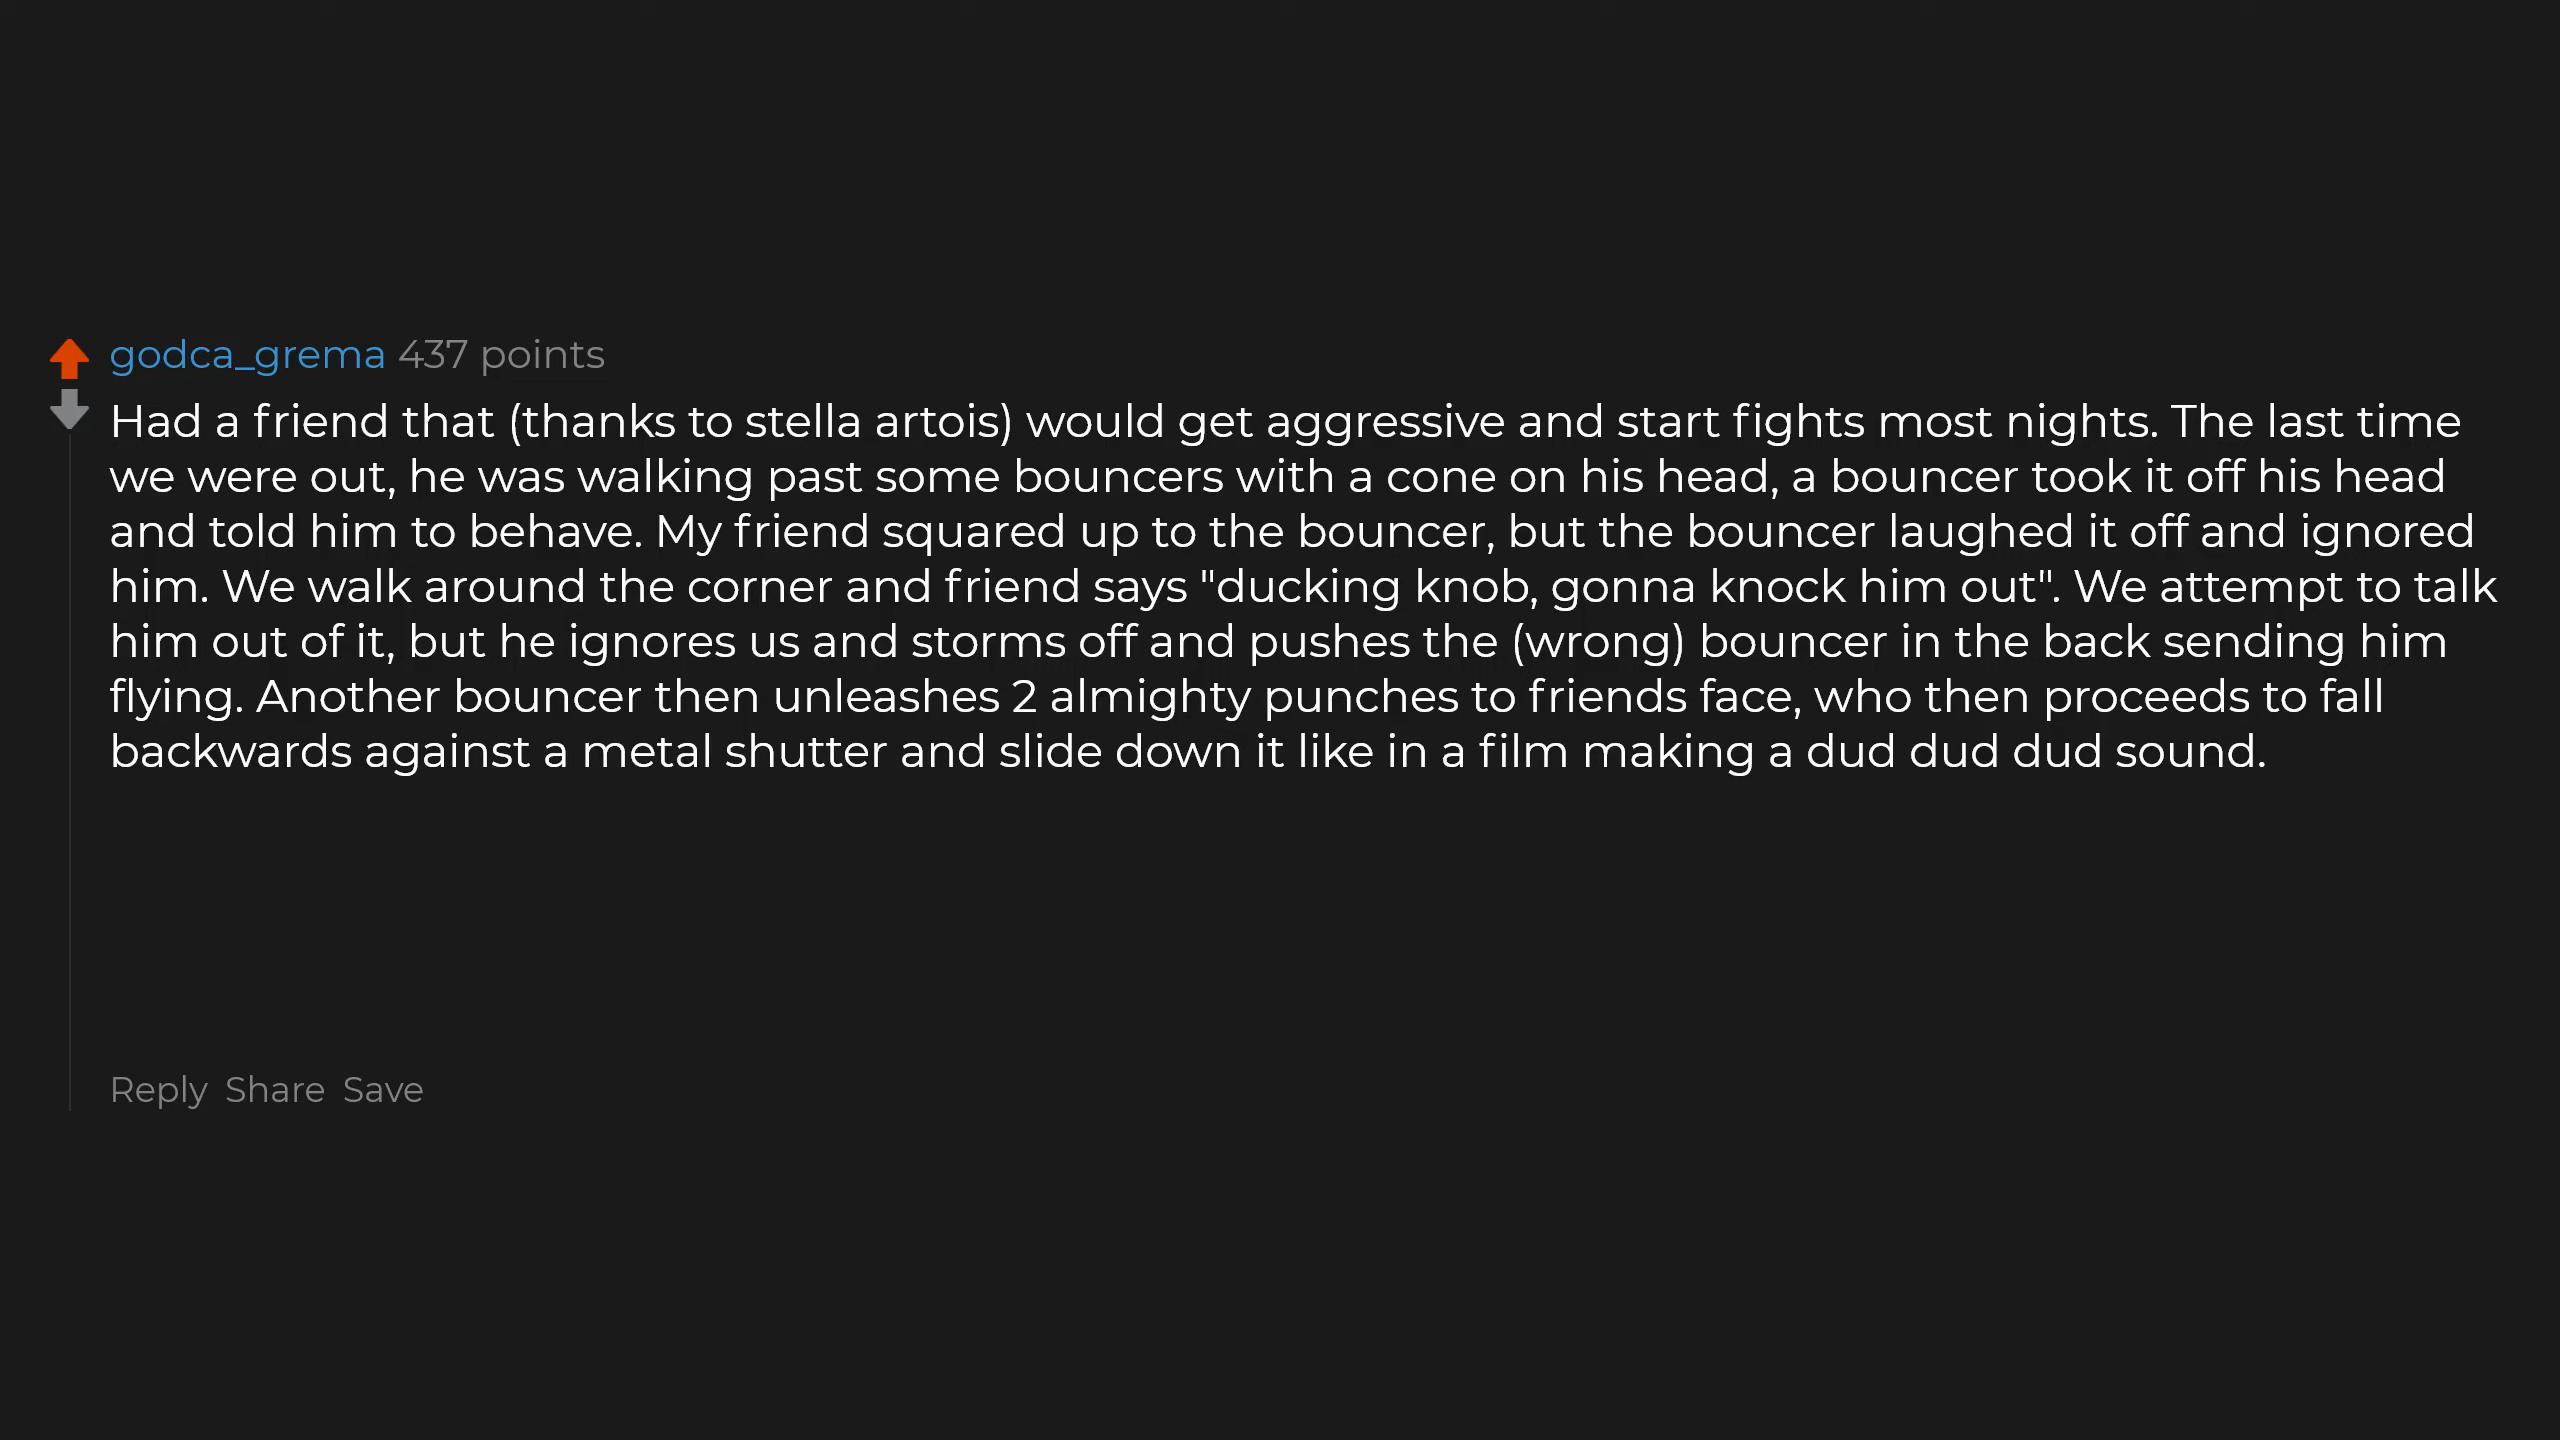 godca_grema 437 points
Had a friend that (thanks to stella artois) would get aggressive and start fights most nights. The last time
we were out, he was walking past some bouncers with a cone on his head, a bouncer took it off his head
and told him to behave. My friend squared up to the bouncer, but the bouncer laughed it off and ignored
him. We walk around the corner and friend says "ducking knob, gonna knock him out". We attempt to talk
him out of it, but he ignores us and storms off and pushes the (wrong) bouncer in the back sending him
flying. Another bouncer then unleashes 2 almighty punches to friends face, who then proceeds to fall
backwards against a metal shutter and slide down it like in a film making a dud dud dud sound.
Reply Share Save